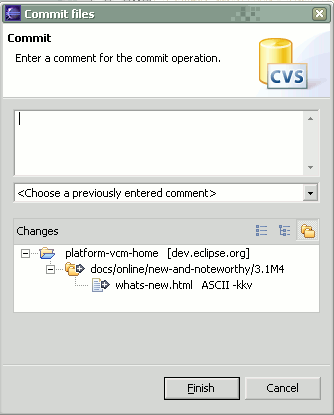 Commit files
Commit
Enter a comment for the commit operation.
CVS
<Choose a previously entered comment>
Changes
platform-vcm-home [dev.eclipse.org]
docs/online/new-and-noteworthy/3.1M4
whats-new.html ASCII -kkv
Finish
Cancel